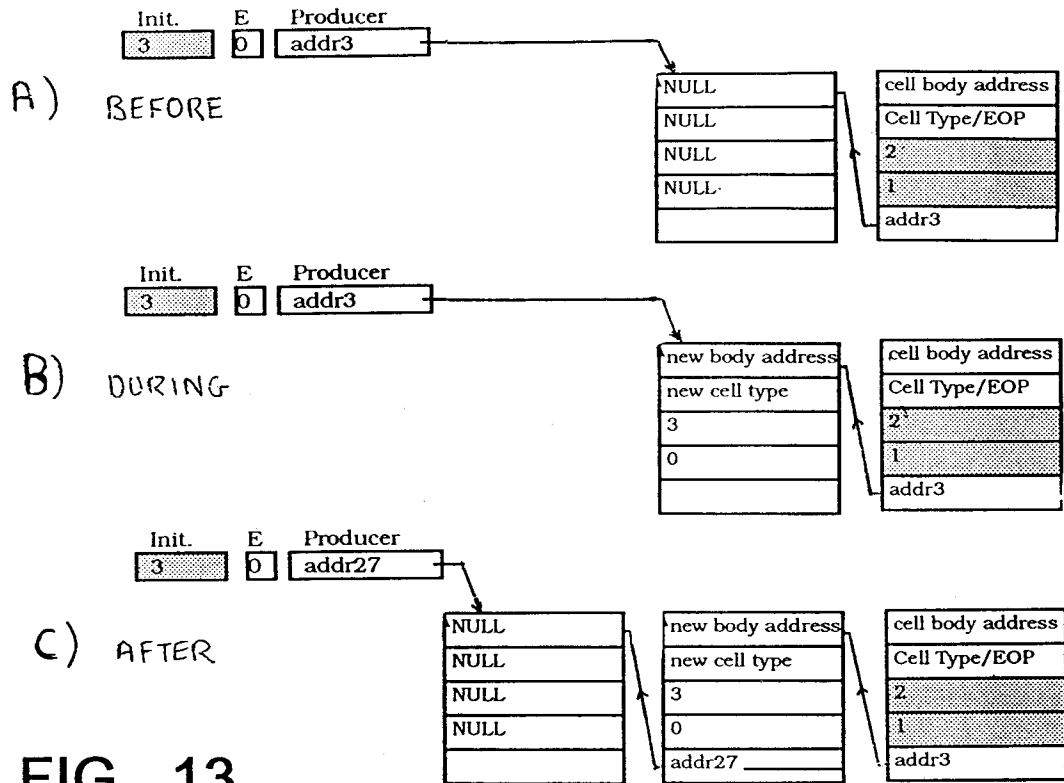 Init. E Producer
3 0 addr3
A) BEFORE
NULL
NULL
NULL
NULL
cell body address
Cell Type/EOP
2
1
addr3
Init. E Producer
3 0 addr3
B) DURING
new body address
new cell type
3
0
cell body address
Cell Type/EOP
2
1
addr3
Init. E Producer
3 0 addr27
C) AFTER
NULL
NULL
NULL
NULL
new body address
new cell type
3
0
addr27
cell body address
Cell Type/EOP
2
1
addr3
FIG. 13